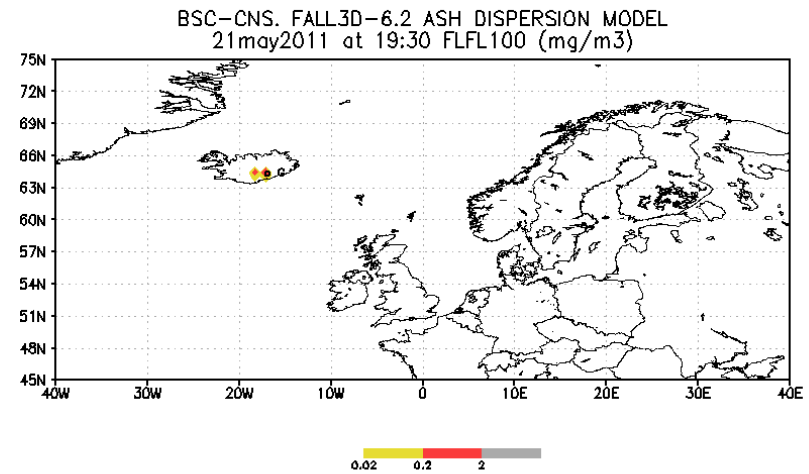 BSC-CNS. FALL3D-6.2 ASH DISPERSION MODEL
21may2011 at 19:30 FLFL100 (mg/m3)
75N
72N
69N
66N
63N
60N
57N
54N
51N
48N
45N
G
40W 30W 20W 10W 0 10E 20E 30E 40E
0.02 0.2 2